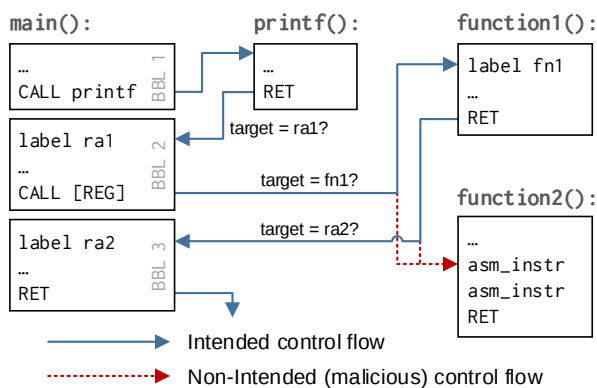 main():
…
CALL printf
BBL 1
label ra1
…
CALL [REG]
BBL 2
label ra2
…
RET
BBL 3
printf():
…
RET
target = ra1?
target = fn1?
target = ra2?
function1():
label fn1
…
RET
function2():
…
asm_instr
asm_instr
RET
Intended control flow
Non-Intended (malicious) control flow